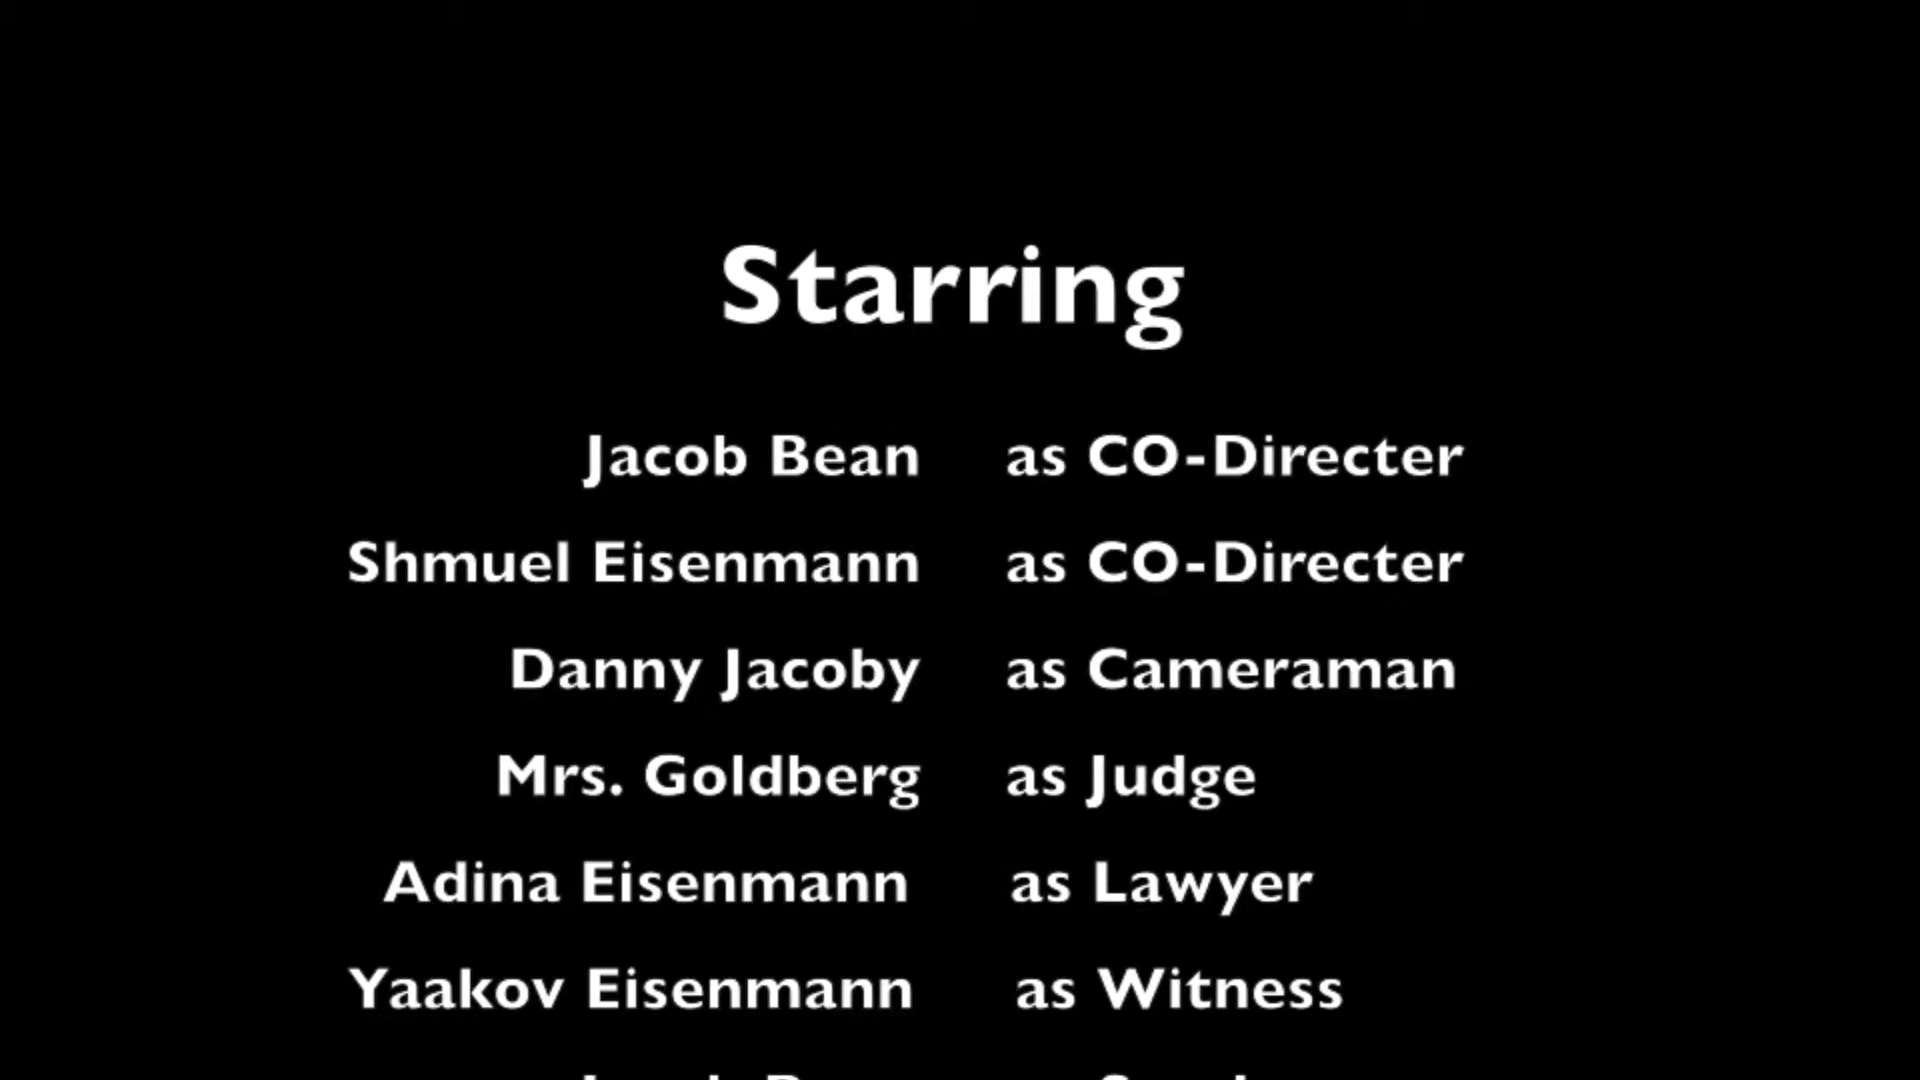 Starring
Jacob Bean as CO-Directer
Shmuel Eisenmann as CO-Directer
Danny Jacoby as Cameraman
Mrs. Goldberg as Judge
Adina Eisenmann as Lawyer
Yaakov Eisenmann as Witness